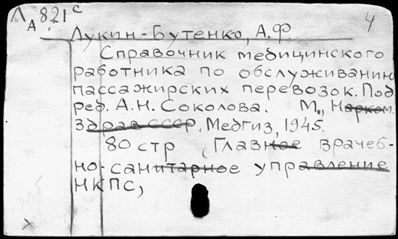 Л А 821 с
4
Лукин-Бутенко, А.Ф.
Справочник медицинского
работника по обслуживанию
пассажирских перевозок. Под
ред. А.Н. Соколова. М., Нарком
здрав СССР, Медгиз, 1945.
80 стр (Главное врачеб-
но-санитарное управление
НКПС)